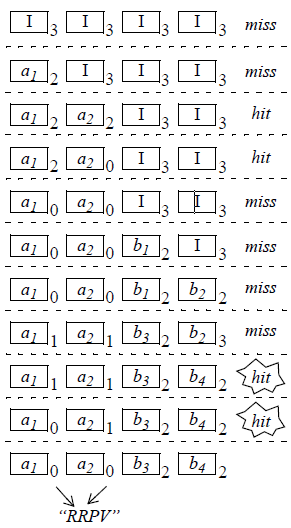 I 3 I 3 I 3 I 3 miss
a1 2 I 3 I 3 I 3 miss
a1 2 a2 2 I 3 I 3 hit
a1 2 a2 0 I 3 I 3 hit
a1 0 a2 0 I 3 I 3 miss
a1 0 a2 0 b1 2 I 3 miss
a1 0 a2 0 b1 2 b2 2 miss
a1 1 a2 1 b3 2 b2 3 miss
a1 1 a2 1 b3 2 b4 2 hit
a1 0 a2 1 b3 2 b4 2 hit
a1 0 a2 0 b3 2 b4 2
“RRPV”